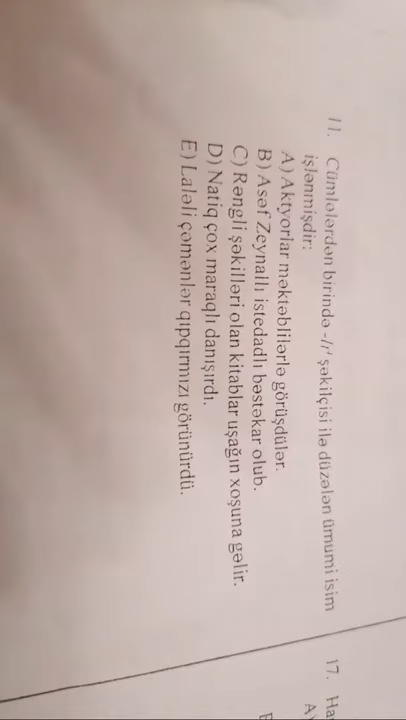 11. Cümlələrdən birində -lı⁴ şəkilçisi ilə düzələn ümumi isim
işlənmişdir:
A) Aktyorlar məktəblilərlə görüşdülər.
B) Asəf Zeynallı istedadlı bəstəkar olub.
C) Rəngli şəkilləri olan kitablar uşağın xoşuna gəlir.
D) Natiq çox maraqlı danışırdı.
E) Laləli çəmənlər qıpqırmızı görünürdü.
17. Ha
A)